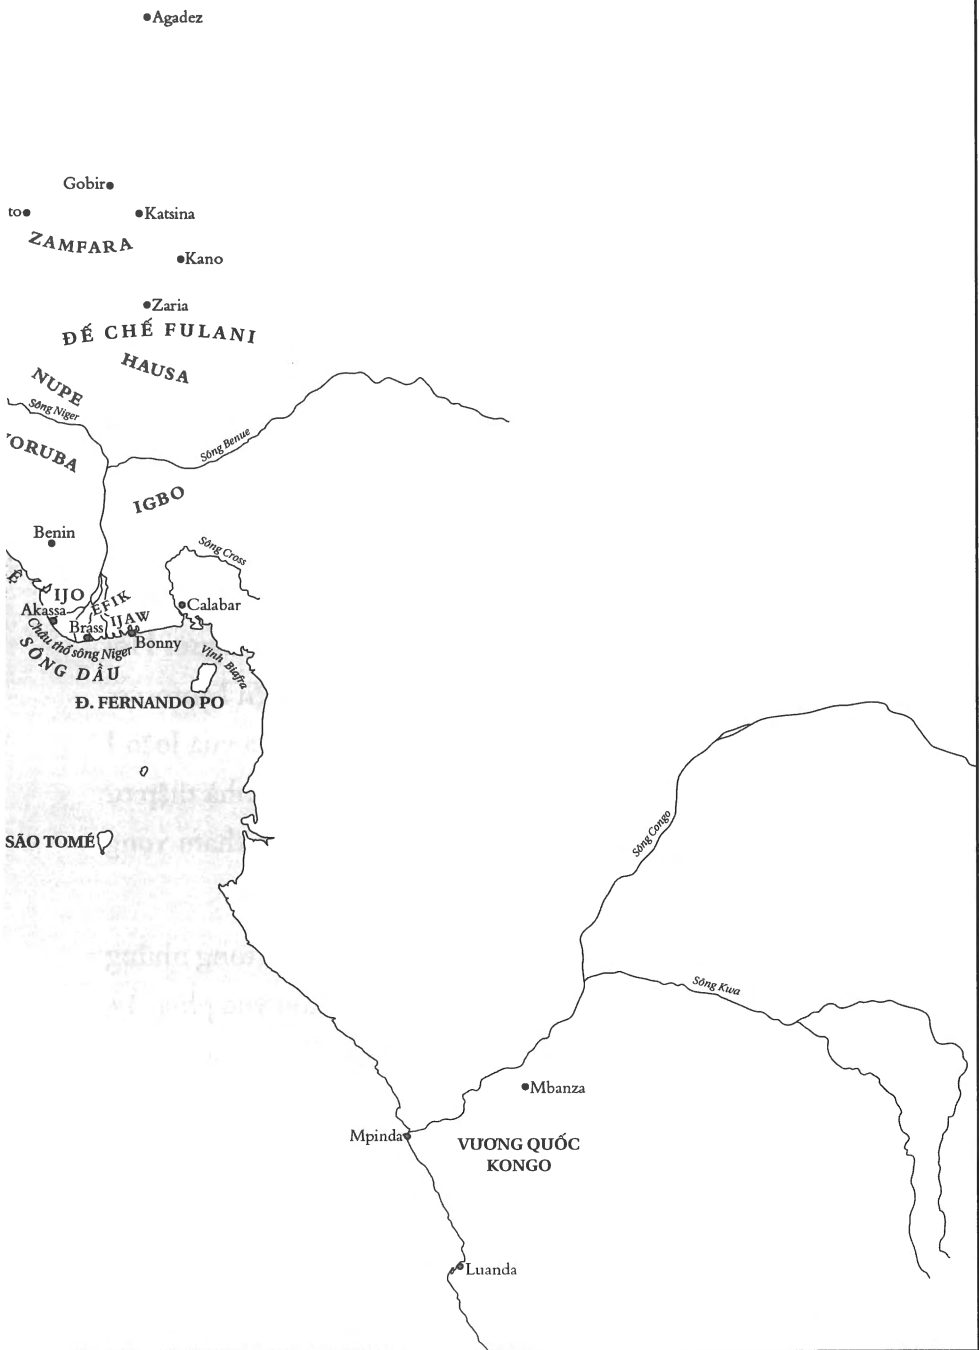 Agadez
Gobir
to
Katsina
ZAMFARA
Kano
Zaria
ĐẾ CHẾ FULANI
HAUSA
NUPE
Sông Niger
YORUBA
Sông Benue
IGBO
Benin
Sông Cross
Ê
IJO
EFIK
Akassa
Calabar
IJAW
Brass
Bonny
Châu thổ sông Niger
SÔNG DẦU
Vịnh Biafra
Đ. FERNANDO PO
SÃO TOMÉ
Sông Congo
Sông Kwa
Mbanza
Mpinda
VƯƠNG QUỐC
KONGO
Luanda